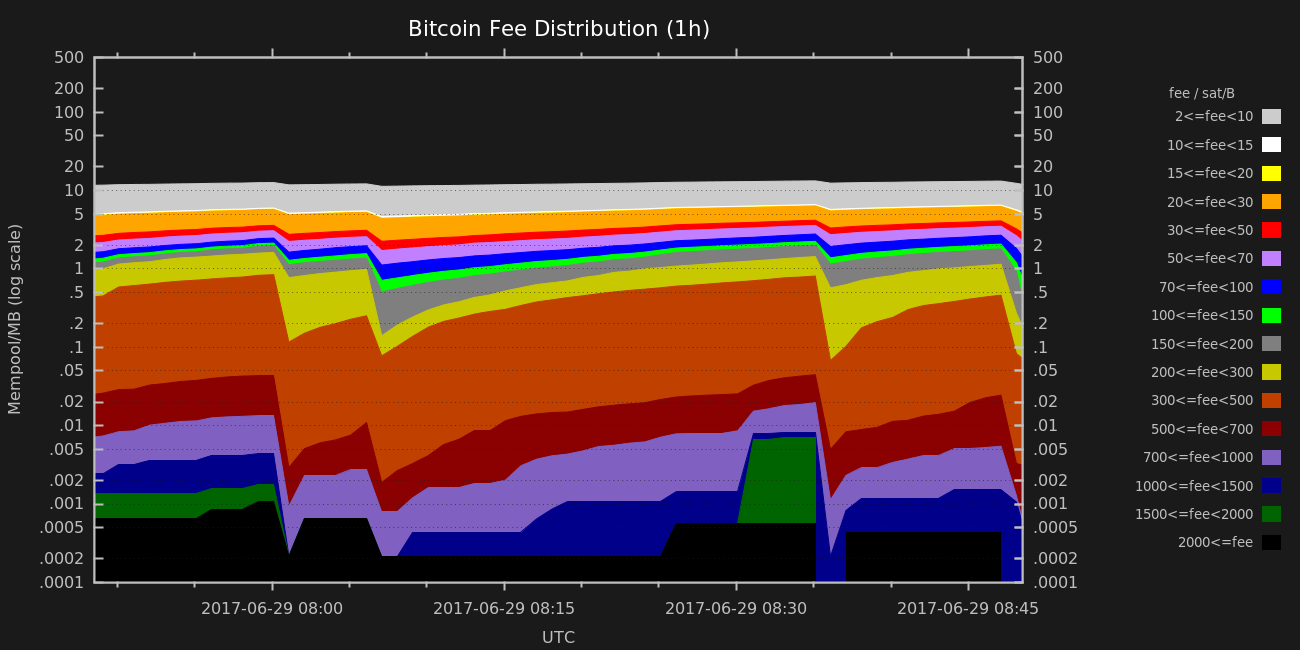 Bitcoin Fee Distribution (1h)
500 500
200 200
100 100
50 50
20 20
10 10
5 5
2 2
1 1
.5 .5
.2 .2
.1 .1
.05 .05
.02 .02
.01 .01
.005 .005
.002 .002
.001 .001
.0005 .0005
.0002 .0002
.0001 .0001
Mempool/MB (log scale)
2017-06-29 08:00 2017-06-29 08:15 2017-06-29 08:30 2017-06-29 08:45
UTC
fee / sat/B
2<=fee<10
10<=fee<15
15<=fee<20
20<=fee<30
30<=fee<50
50<=fee<70
70<=fee<100
100<=fee<150
150<=fee<200
200<=fee<300
300<=fee<500
500<=fee<700
700<=fee<1000
1000<=fee<1500
1500<=fee<2000
2000<=fee